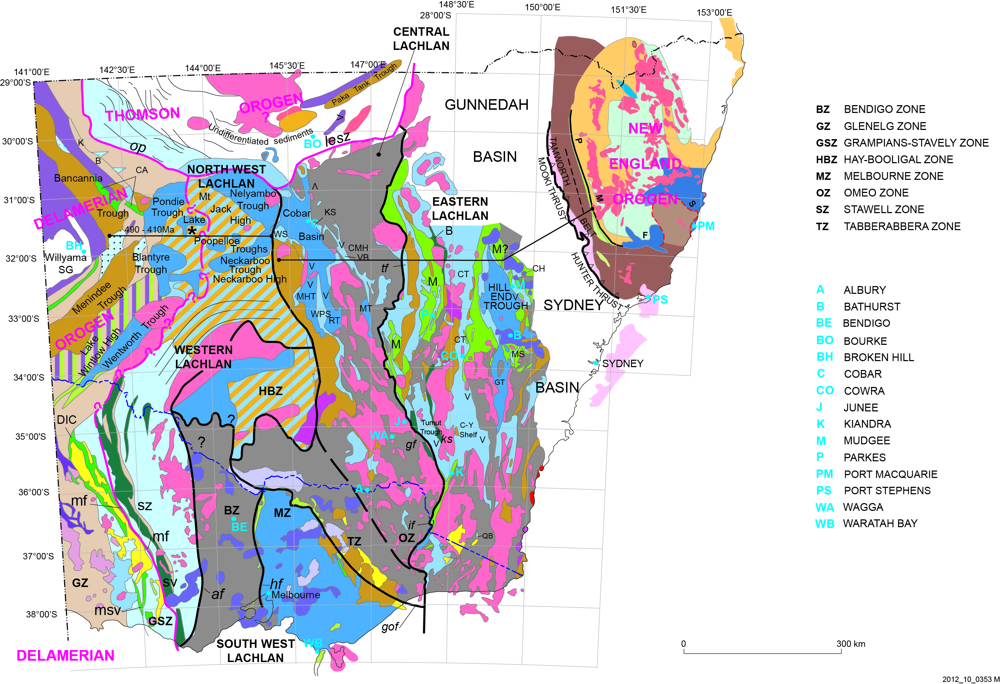 148°30'E
150°00'E
151°30'E
153°00'E
28°00'S
CENTRAL
LACHLAN
141°00'E
142°30'E
144°00'E
145°30'E
147°00'E
29°00'S
30°00'S
31°00'S
32°00'S
33°00'S
34°00'S
35°00'S
36°00'S
37°00'S
38°00'S
THOMSON
OROGEN
?
Paka Tank Trough
Undifferentiated sediments
BO
lesz
V
op
K
B
CA
Bancannia
Trough
DELAMERIAN
OROGEN
NORTH WEST
LACHLAN
Mt
Jack
High
Nelyambo
Trough
Pondie
Trough
Lake
*
490 - 410Ma
Poopelloe
Troughs
Neckarboo
Trough
Neckarboo High
Blantyre
Trough
BH
Willyama
SG
Menindee
Trough
Lake
Wintlow High
Wentworth Trough
?
?
?
?
?
?
?
?
WESTERN
LACHLAN
HBZ
?
?
Cobar
C
KS
Basin
WS
V
V
CMH
VB
V
V
MHT
V
WPS
RT
MT
tf
EASTERN
LACHLAN
B
M
M?
CT
CH
HILL
END
V
TROUGH
M
P
M
CT
CO
B
MS
GT
V
J
WA
Tumut
Trough
C-Y
Shelf
V
V
ks
gf
K
A
if
OZ
TZ
QB
DIC
mf
mf
SZ
SV
GZ
msv
GSZ
BZ
BE
MZ
af
hf
Melbourne
gof
SOUTH WEST
LACHLAN
WB
DELAMERIAN
GUNNEDAH
BASIN
SYDNEY
BASIN
SYDNEY
TAMWORTH
BELT
MOOKI THRUST
HUNTER THRUST
P
M
NEW
ENGLAND
OROGEN
S
F
PM
PS
BZ BENDIGO ZONE
GZ GLENELG ZONE
GSZ GRAMPIANS-STAVELY ZONE
HBZ HAY-BOOLIGAL ZONE
MZ MELBOURNE ZONE
OZ OMEO ZONE
SZ STAWELL ZONE
TZ TABBERABBERA ZONE
A ALBURY
B BATHURST
BE BENDIGO
BO BOURKE
BH BROKEN HILL
C COBAR
CO COWRA
J JUNEE
K KIANDRA
M MUDGEE
P PARKES
PM PORT MACQUARIE
PS PORT STEPHENS
WA WAGGA
WB WARATAH BAY
0 300 km
2012_10_0353 M